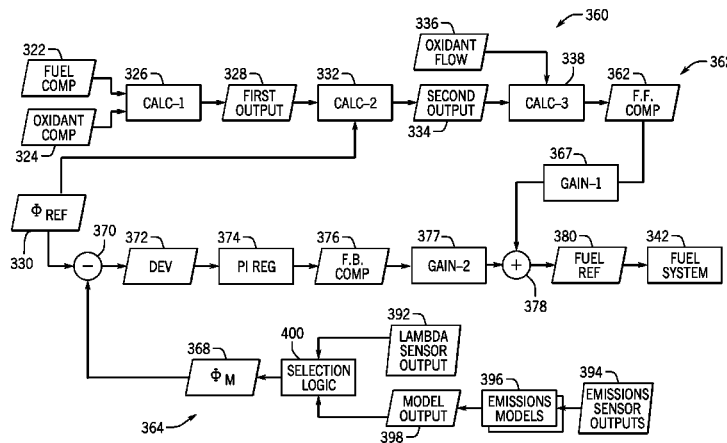 336
360
322
OXIDANT
FLOW
338
362
362
FUEL
COMP
326
328
332
CALC-1
FIRST
OUTPUT
CALC-2
SECOND
OUTPUT
CALC-3
F.F.
COMP
OXIDANT
COMP
334
324
367
GAIN-1
Φ REF
370
372
374
376
377
380
342
330
−
DEV
PI REG
F.B.
COMP
GAIN-2
+
FUEL
REF
FUEL
SYSTEM
378
392
400
LAMBDA
SENSOR
OUTPUT
368
Φ M
SELECTION
LOGIC
396
394
MODEL
OUTPUT
EMISSIONS
MODELS
EMISSIONS
SENSOR
OUTPUTS
364
398